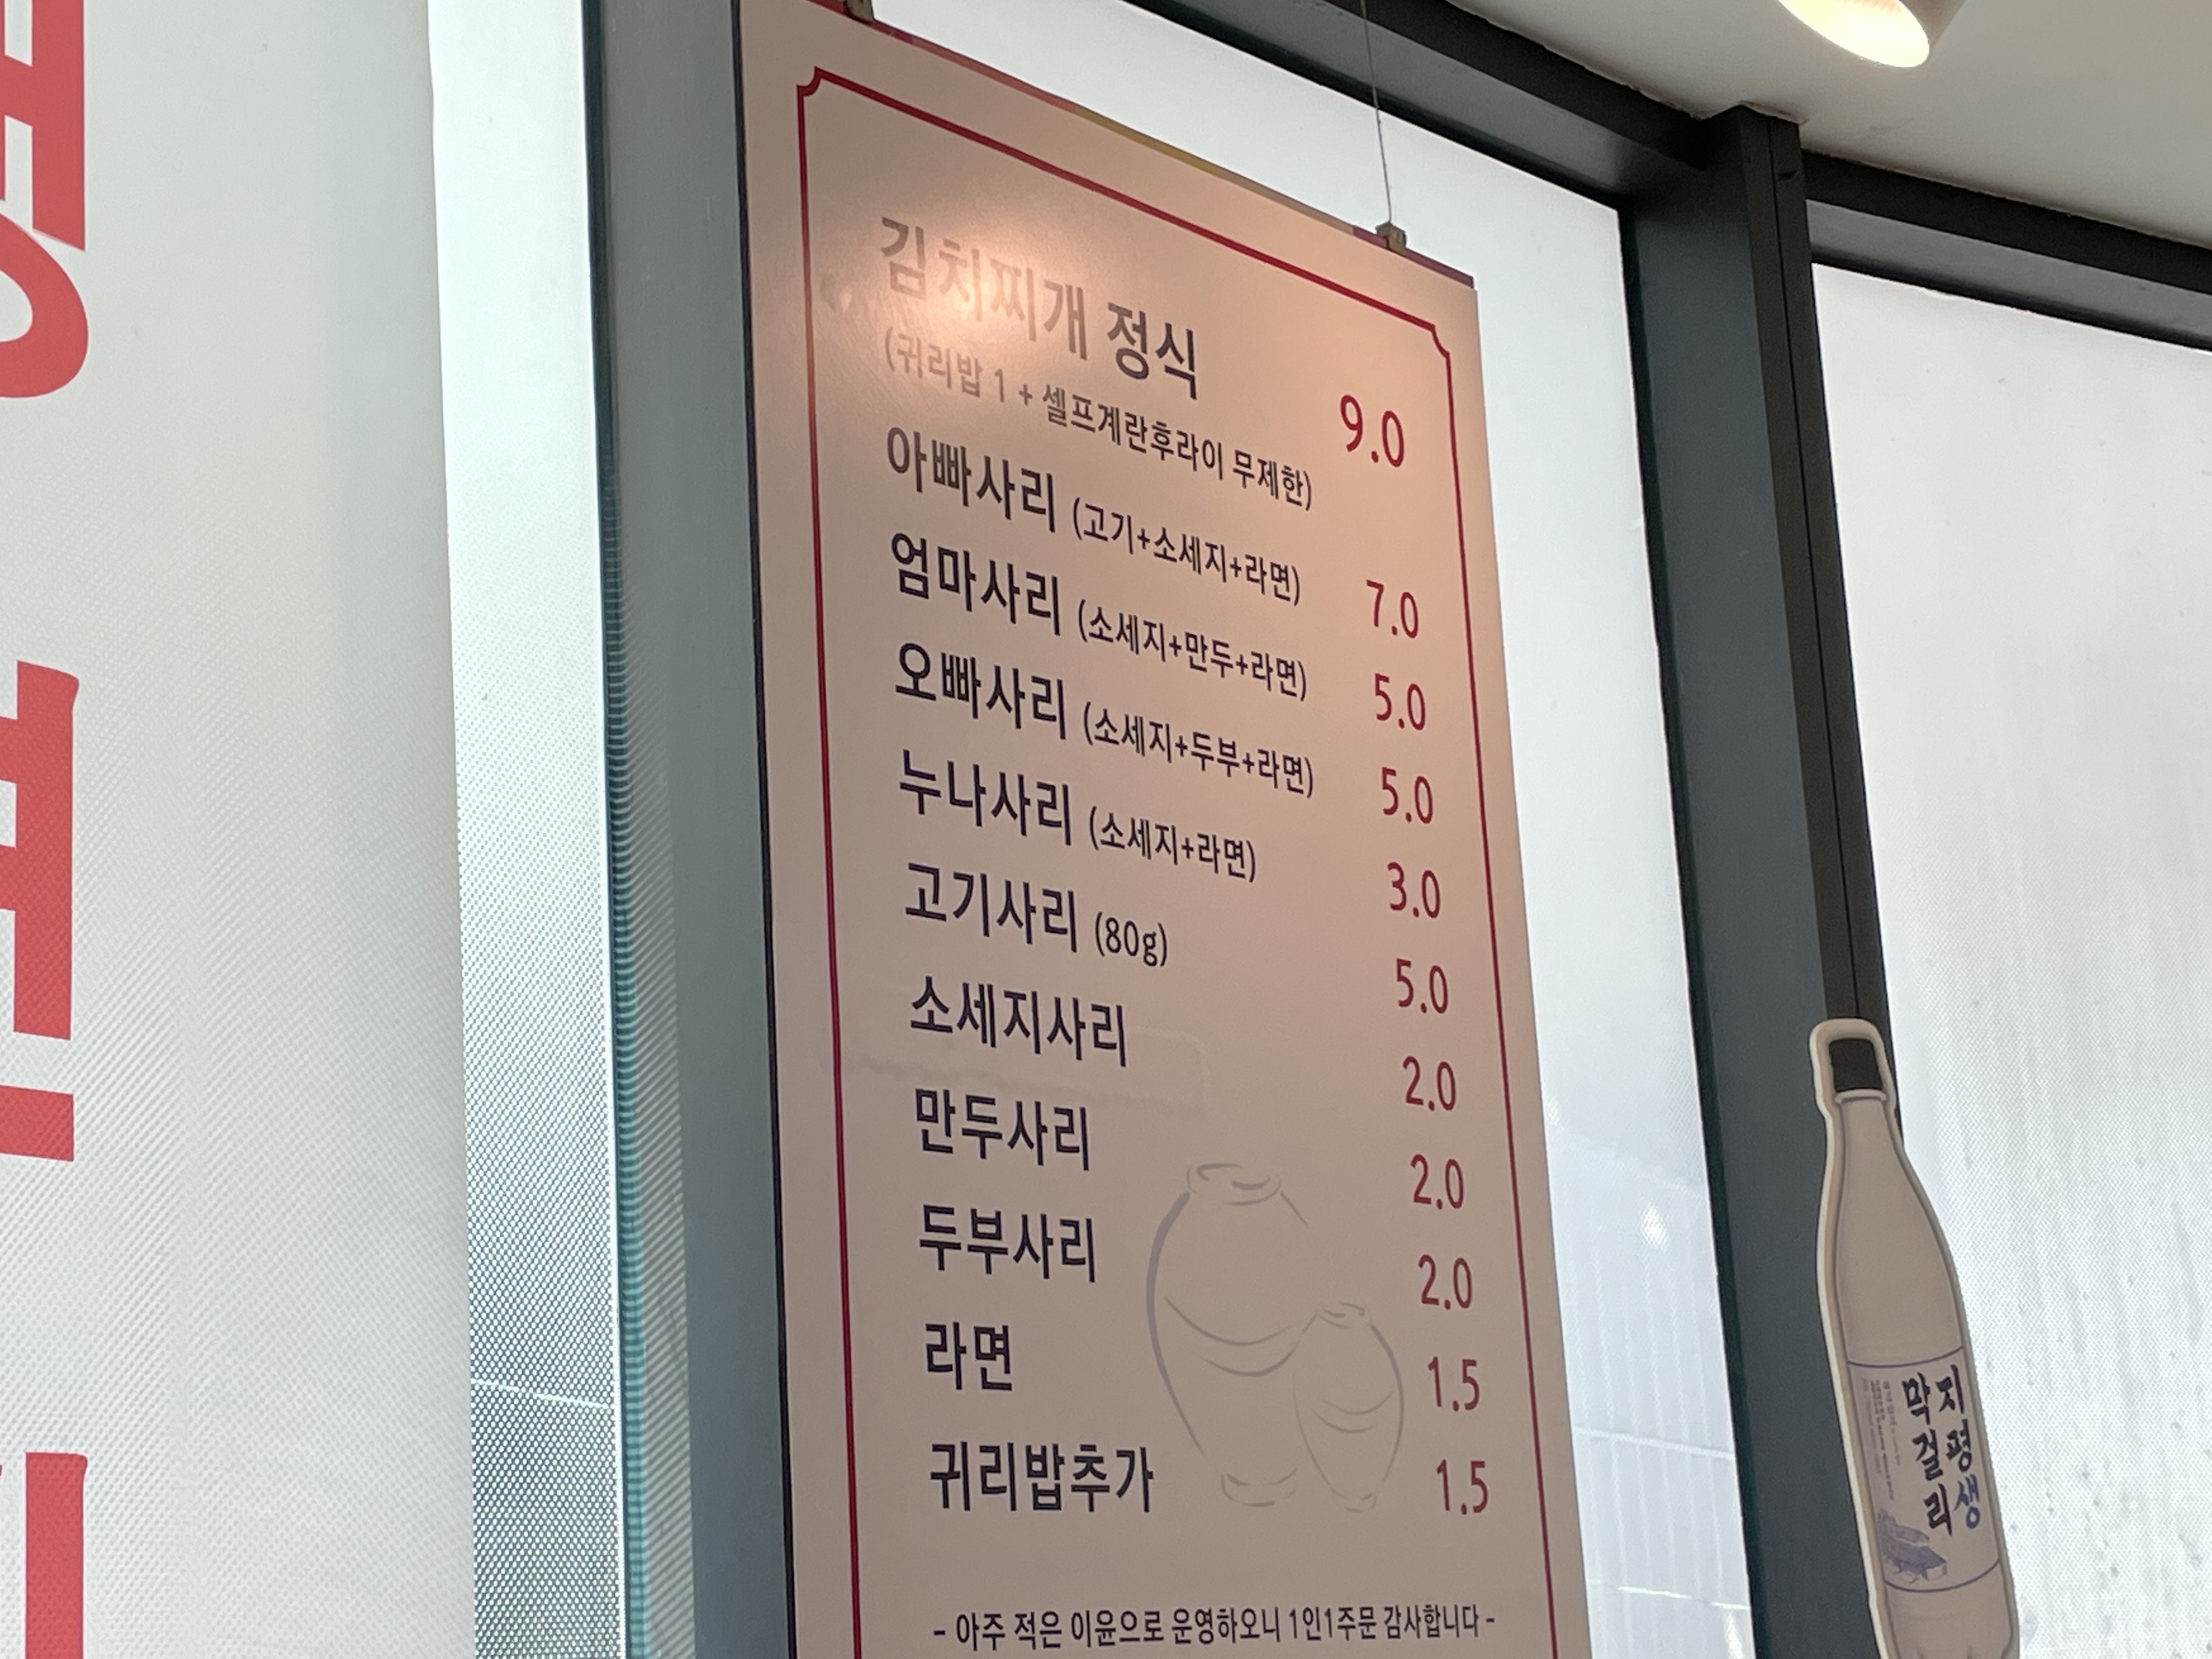 김치찌개 정식 9.0
(귀리밥 1 + 셀프계란후라이 무제한)
아빠사리 (고기+소세지+라면) 7.0
엄마사리 (소세지+만두+라면) 5.0
오빠사리 (소세지+두부+라면) 5.0
누나사리 (소세지+라면) 3.0
고기사리 (80g) 5.0
소세지사리 2.0
만두사리 2.0
두부사리 2.0
라면 1.5
귀리밥추가 1.5
- 아주 적은 이윤으로 운영하오니 1인1주문 감사합니다 -
지평생
막걸리